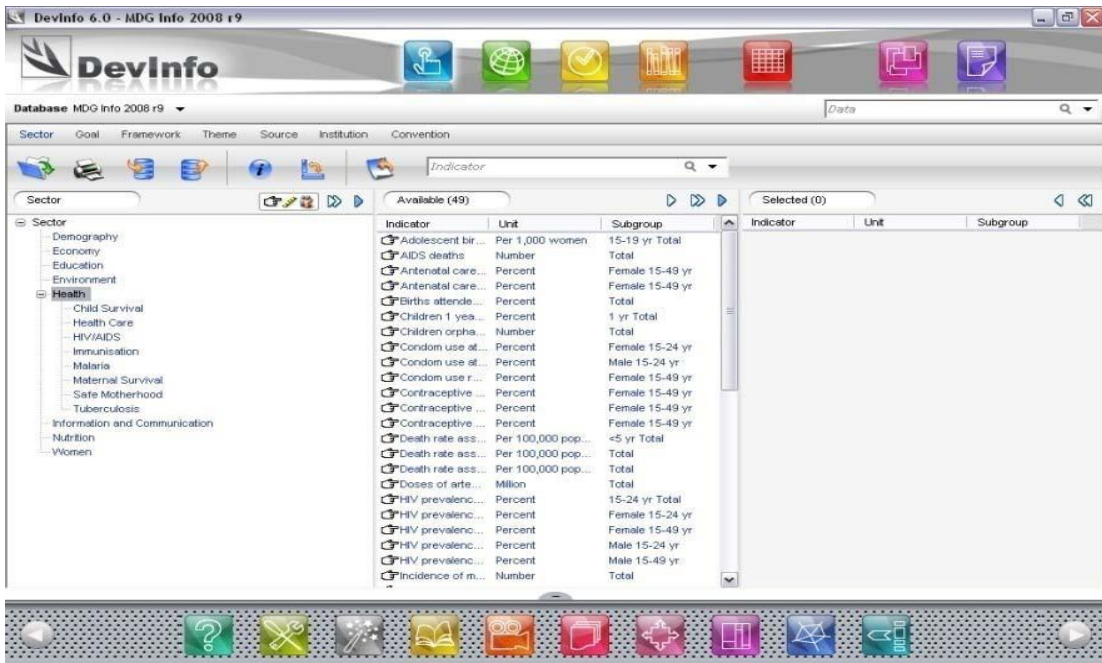 DevInfo 6.0 - MDG Info 2008 r9
DevInfo
Database MDG Info 2008 r9
Data
Sector Goal Framework Theme Source Institution Convention
Indicator
Sector
Available (49)
Selected (0)
Sector
Demography
Economy
Education
Environment
Health
Child Survival
Health Care
HIV/AIDS
Immunisation
Malaria
Maternal Survival
Safe Motherhood
Tuberculosis
Information and Communication
Nutrition
Women
Indicator Unit Subgroup
Adolescent bir... Per 1,000 women 15-19 yr Total
AIDS deaths Number Total
Antenatal care... Percent Female 15-49 yr
Antenatal care... Percent Female 15-49 yr
Births attende... Percent Total
Children 1 yea... Percent 1 yr Total
Children orpha... Number Total
Condom use at... Percent Female 15-24 yr
Condom use at... Percent Male 15-24 yr
Condom use r... Percent Female 15-49 yr
Contraceptive ... Percent Female 15-49 yr
Contraceptive ... Percent Female 15-49 yr
Contraceptive ... Percent Female 15-49 yr
Death rate ass... Per 100,000 pop... <5 yr Total
Death rate ass... Per 100,000 pop... Total
Death rate ass... Per 100,000 pop... Total
Doses of arte... Million Total
HIV prevalenc... Percent 15-24 yr Total
HIV prevalenc... Percent Female 15-24 yr
HIV prevalenc... Percent Female 15-49 yr
HIV prevalenc... Percent Male 15-24 yr
HIV prevalenc... Percent Male 15-49 yr
Incidence of m... Number Total
Indicator Unit Subgroup